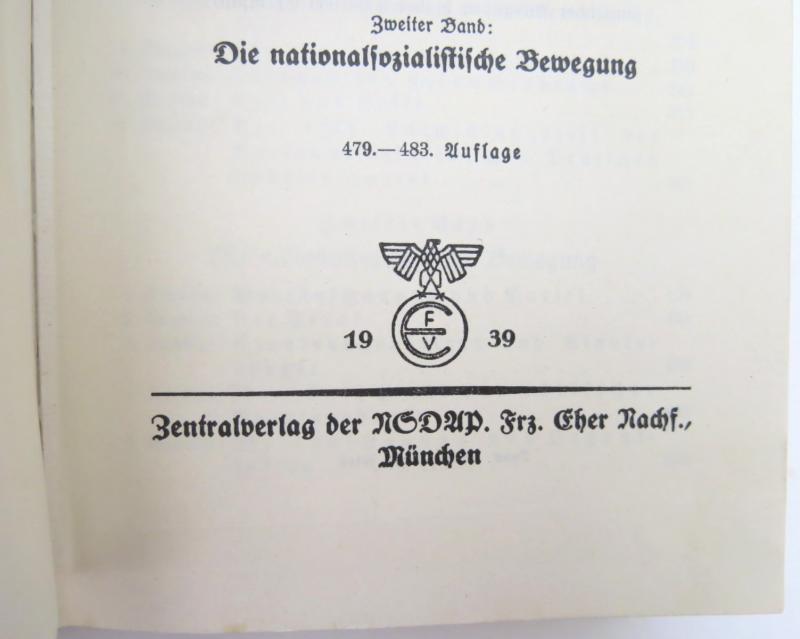 Zweiter Band:
Die nationalsozialistische Bewegung
479.—483. Auflage
F
E
V
19 39
Zentralverlag der NSDAP. Frz. Eher Nachf.,
München